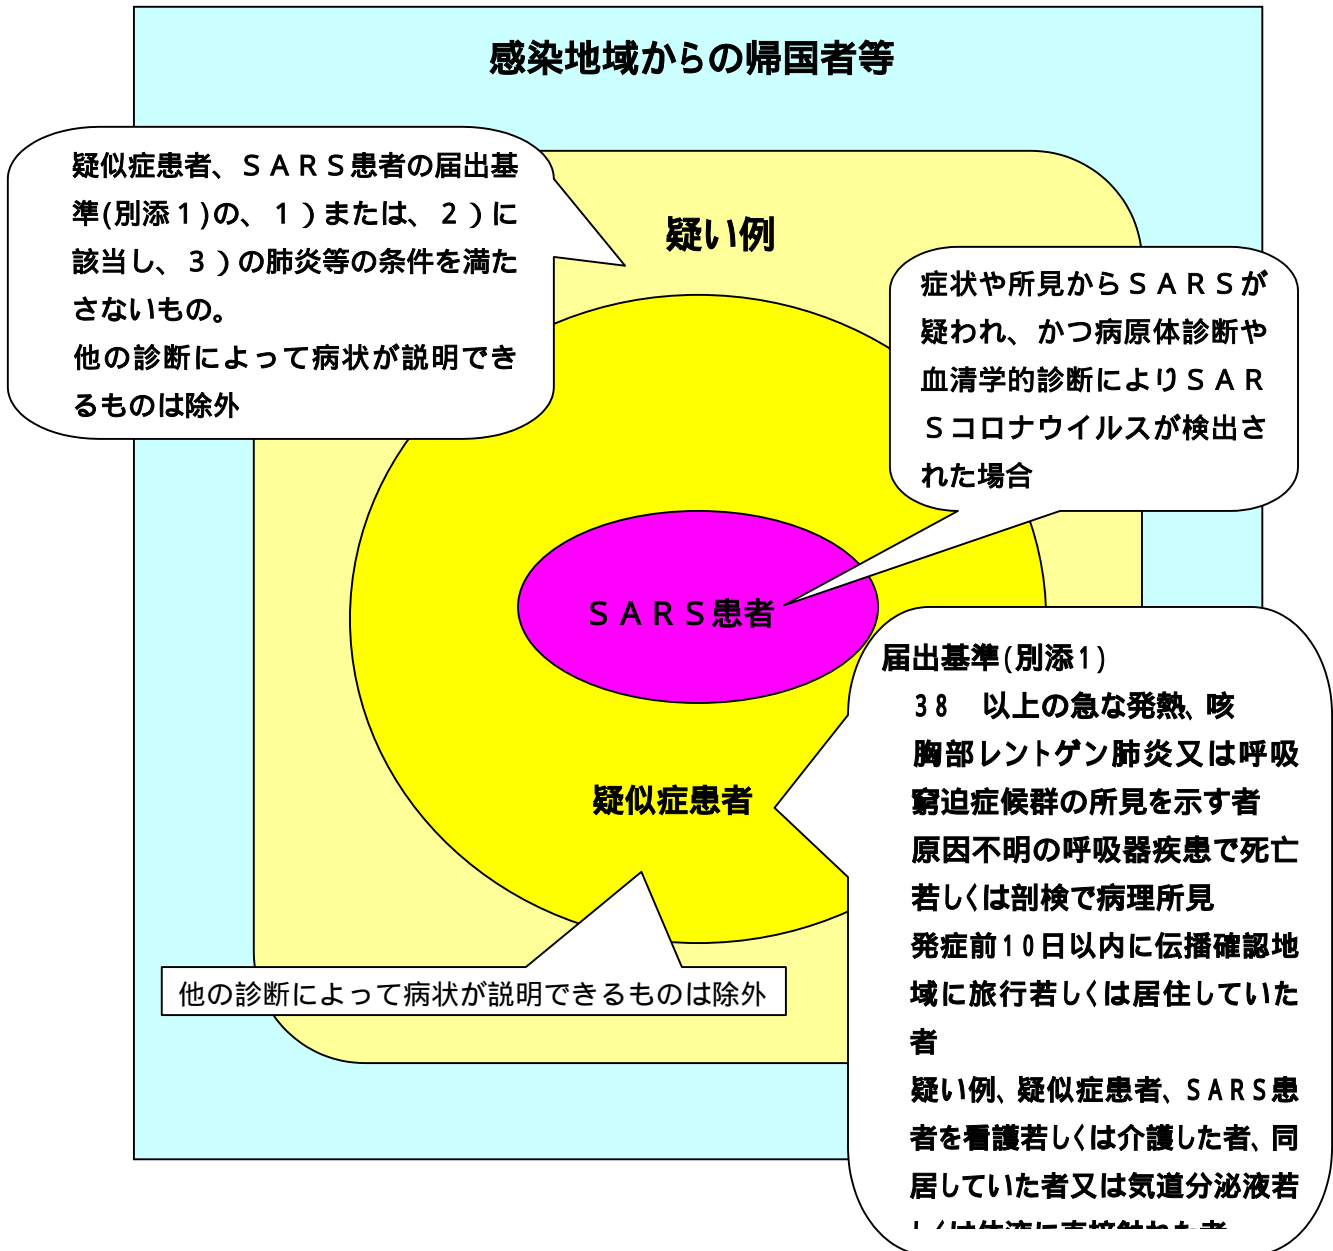 感染地域からの帰国者等
疑似症患者、ＳＡＲＳ患者の届出基
準(別添１)の、１）または、２）に
該当し、３）の肺炎等の条件を満た
さないもの。
他の診断によって病状が説明でき
るものは除外
疑い例
症状や所見からＳＡＲＳが
疑われ、かつ病原体診断や
血清学的診断によりＳＡＲ
Ｓコロナウイルスが検出さ
れた場合
ＳＡＲＳ患者
疑似症患者
他の診断によって病状が説明できるものは除外
届出基準(別添1)
38　以上の急な発熱、咳
胸部レントゲン肺炎又は呼吸
窮迫症候群の所見を示す者
原因不明の呼吸器疾患で死亡
若しくは剖検で病理所見
発症前10日以内に伝播確認地
域に旅行若しくは居住していた
者
疑い例、疑似症患者、SARS患
者を看護若しくは介護した者、同
居していた者又は気道分泌液若